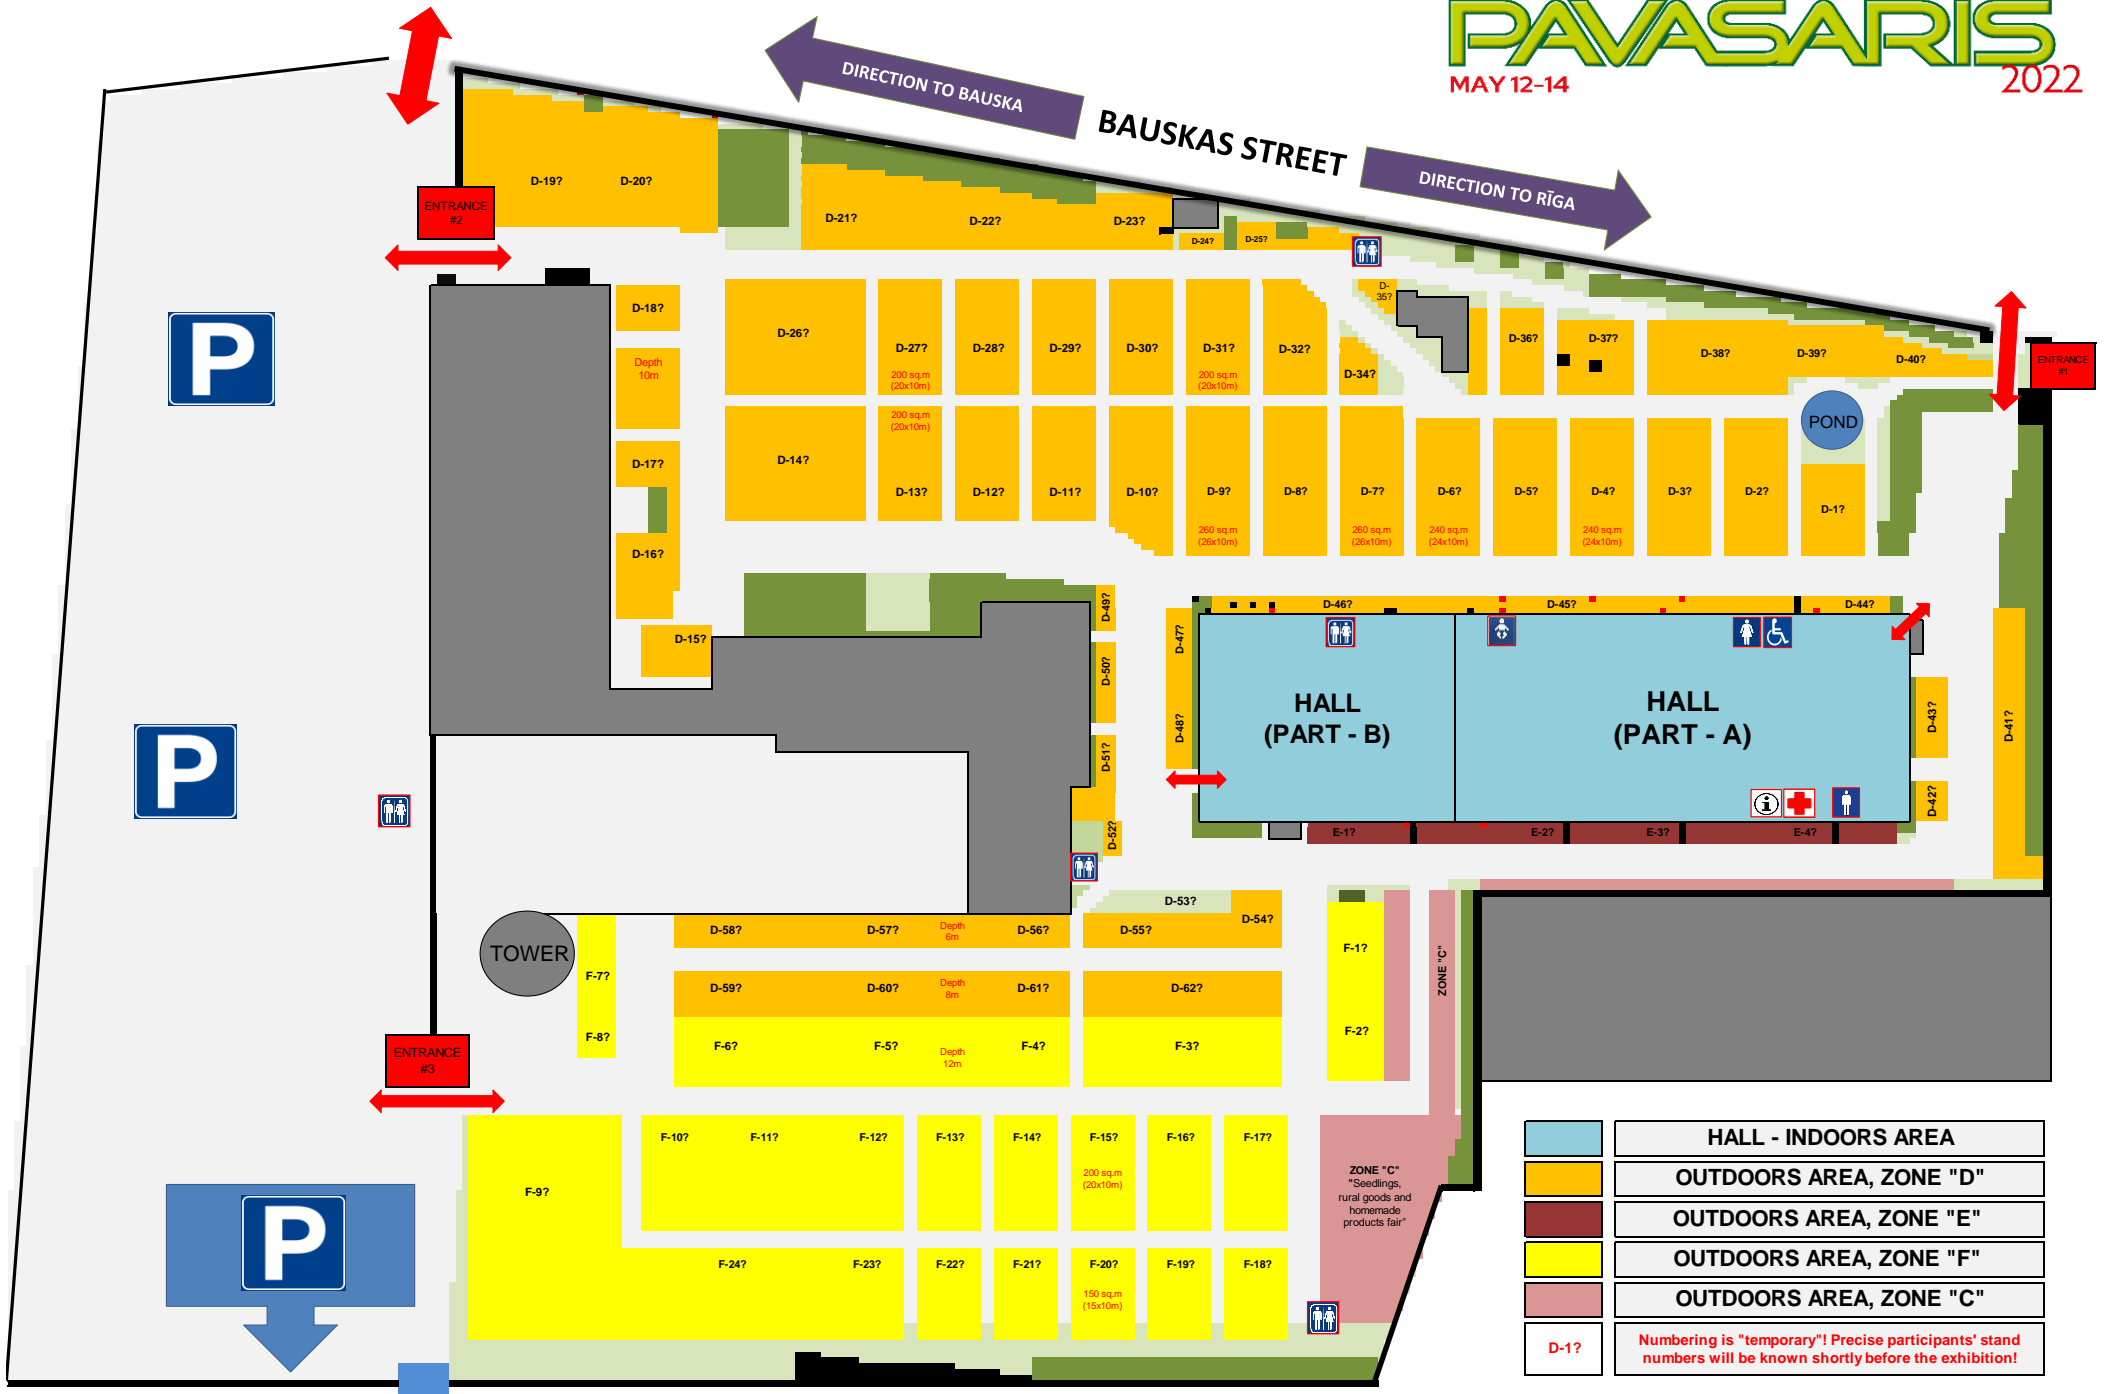 PAVASARIS
MAY 12-14
2022
DIRECTION TO BAUSKA
BAUSKAS STREET
DIRECTION TO RĪGA
ENTRANCE
#2
D-19?
D-20?
D-21?
D-22?
D-23?
D-24?
D-25?
D-18?
Depth
10m
D-17?
D-16?
D-15?
D-26?
D-27?
200 sq.m
(20x10m)
D-28?
D-29?
D-30?
D-31?
200 sq.m
(20x10m)
D-32?
D-34?
D-
35?
D-36?
D-37?
D-38?
D-39?
D-40?
ENTRANCE
#1
POND
D-14?
200 sq.m
(20x10m)
D-13?
D-12?
D-11?
D-10?
D-9?
260 sq.m
(26x10m)
D-8?
D-7?
260 sq.m
(26x10m)
D-6?
240 sq.m
(24x10m)
D-5?
D-4?
240 sq.m
(24x10m)
D-3?
D-2?
D-1?
P
P
P
D-49?
D-50?
D-51?
D-52?
D-47?
D-48?
D-46?
D-45?
D-44?
HALL
(PART - B)
HALL
(PART - A)
D-43?
D-42?
D-41?
E-1?
E-2?
E-3?
E-4?
TOWER
ENTRANCE
#3
D-53?
D-54?
D-58?
D-57?
Depth
6m
D-56?
D-55?
D-59?
D-60?
Depth
8m
D-61?
D-62?
F-7?
F-8?
F-6?
F-5?
Depth
12m
F-4?
F-3?
F-1?
F-2?
ZONE "C"
F-9?
F-10?
F-11?
F-12?
F-13?
F-14?
F-15?
200 sq.m
(20x10m)
F-16?
F-17?
F-24?
F-23?
F-22?
F-21?
F-20?
150 sq.m
(15x10m)
F-19?
F-18?
ZONE "C"
"Seedlings,
rural goods and
homemade
products fair"
HALL - INDOORS AREA
OUTDOORS AREA, ZONE "D"
OUTDOORS AREA, ZONE "E"
OUTDOORS AREA, ZONE "F"
OUTDOORS AREA, ZONE "C"
D-1?
Numbering is "temporary"! Precise participants' stand
numbers will be known shortly before the exhibition!